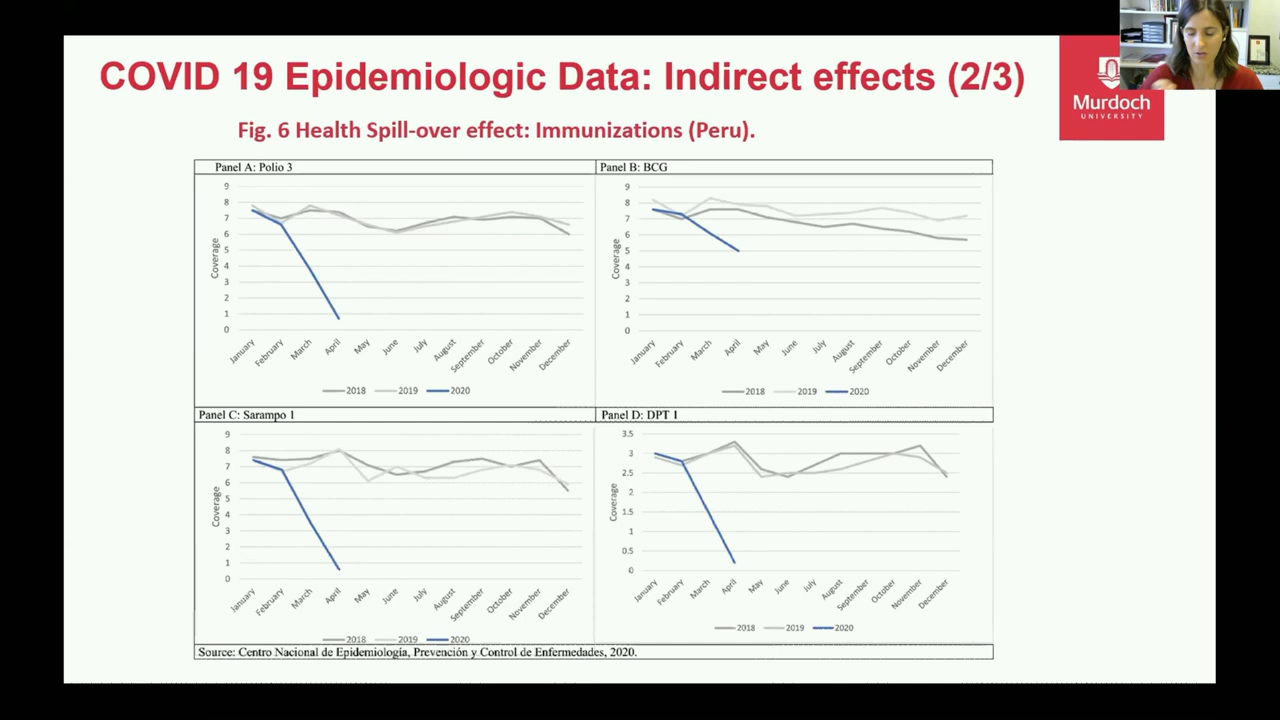 COVID 19 Epidemiologic Data: Indirect effects (2/3)
Murdoch
UNIVERSITY
Fig. 6 Health Spill-over effect: Immunizations (Peru).
Panel A: Polio 3
9
8
7
6
5
4
3
2
1
0
Coverage
January
February
March
April
May
June
July
August
September
October
November
December
2018 2019 2020
Panel B: BCG
9
8
7
6
5
4
3
2
1
0
Coverage
January
February
March
April
May
June
July
August
September
October
November
December
2018 2019 2020
Panel C: Sarampo 1
9
8
7
6
5
4
3
2
1
0
Coverage
January
February
March
April
May
June
July
August
September
October
November
December
2018 2019 2020
Panel D: DPT 1
3.5
3
2.5
2
1.5
1
0.5
0
Coverage
January
February
March
April
May
June
July
August
September
October
November
December
2018 2019 2020
Source: Centro Nacional de Epidemiología, Prevención y Control de Enfermedades, 2020.